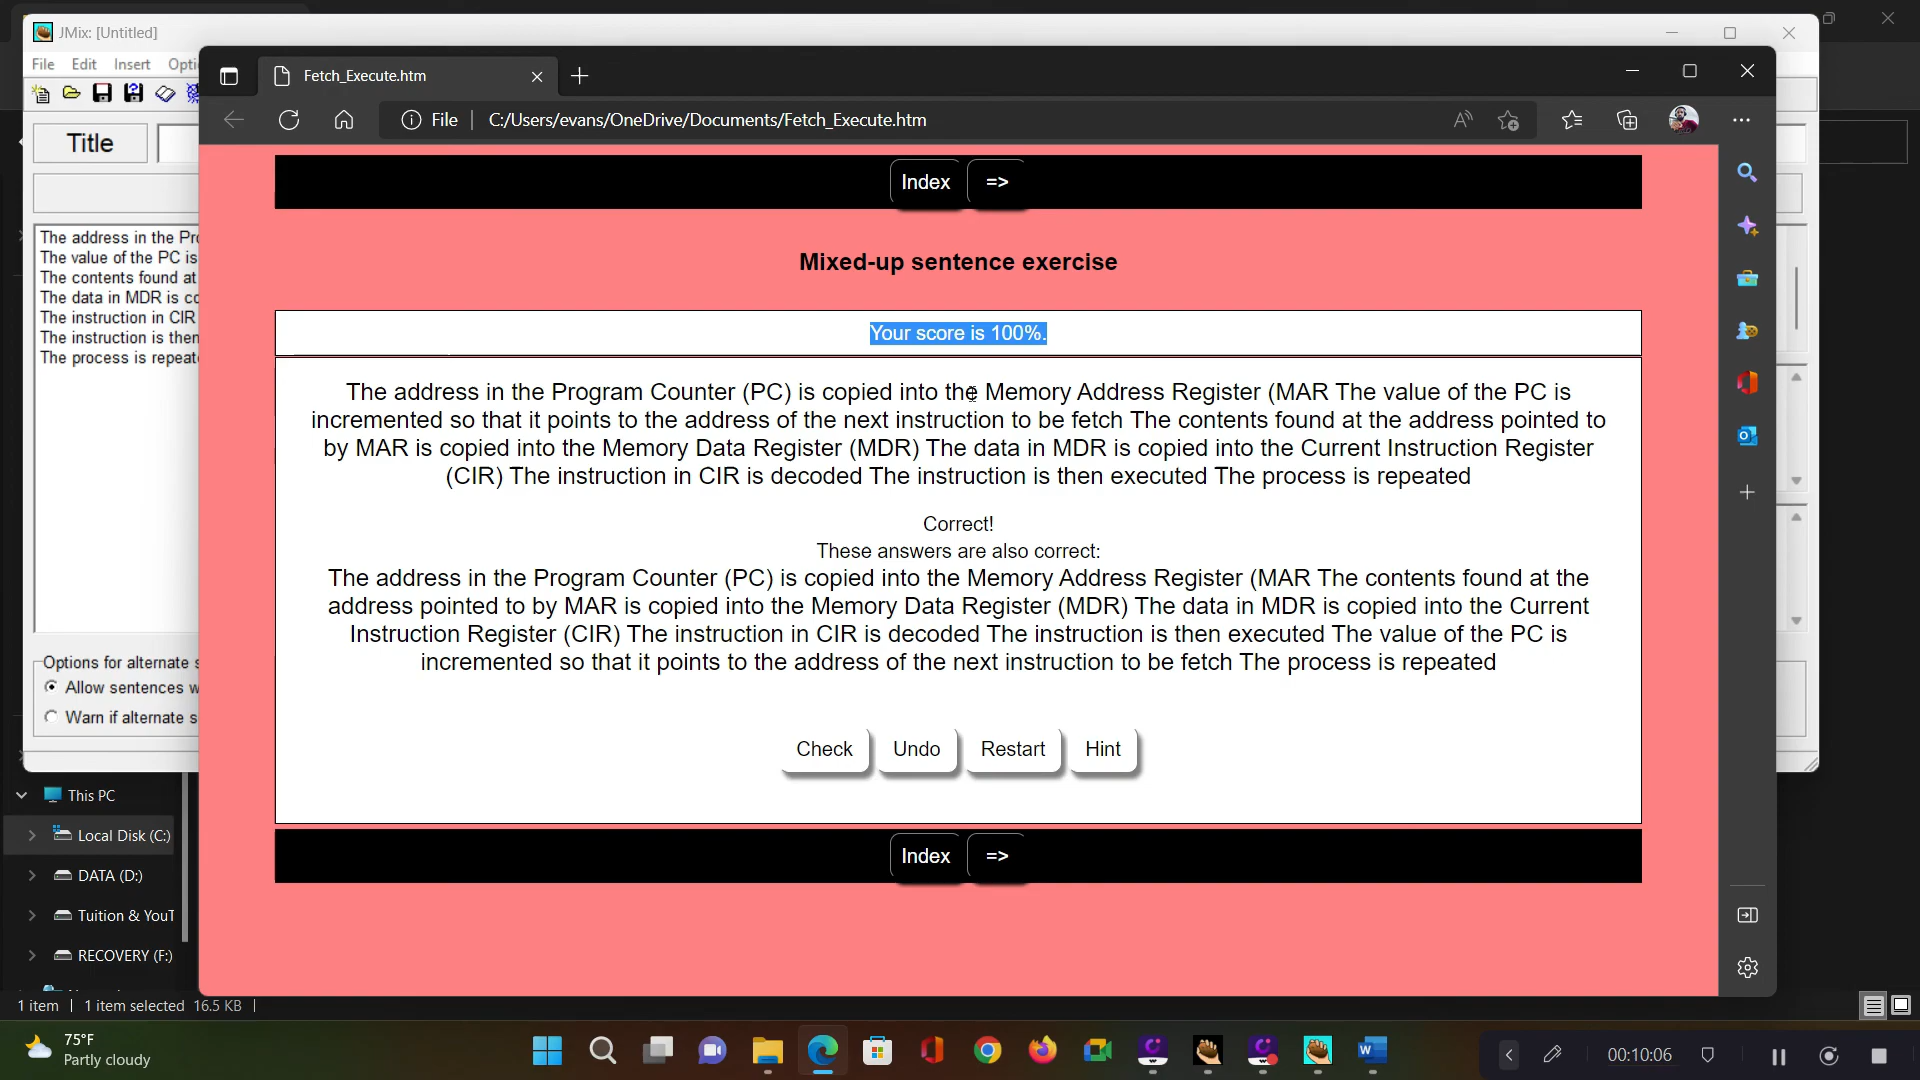 JMix: [Untitled]
File Edit Insert Opti
Fetch_Execute.htm
File C:/Users/evans/OneDrive/Documents/Fetch_Execute.htm
Title
Index =>
Mixed-up sentence exercise
Your score is 100%.
The address in the Program Counter (PC) is copied into the Memory Address Register (MAR The value of the PC is
incremented so that it points to the address of the next instruction to be fetch The contents found at the address pointed to
by MAR is copied into the Memory Data Register (MDR) The data in MDR is copied into the Current Instruction Register
(CIR) The instruction in CIR is decoded The instruction is then executed The process is repeated
Correct!
These answers are also correct:
The address in the Program Counter (PC) is copied into the Memory Address Register (MAR The contents found at the
address pointed to by MAR is copied into the Memory Data Register (MDR) The data in MDR is copied into the Current
Instruction Register (CIR) The instruction in CIR is decoded The instruction is then executed The value of the PC is
incremented so that it points to the address of the next instruction to be fetch The process is repeated
Check Undo Restart Hint
Index =>
The address in the Pr
The value of the PC is
The contents found at
The data in MDR is co
The instruction in CIR
The instruction is then
The process is repeat
Options for alternate s
Allow sentences w
Warn if alternate s
This PC
Local Disk (C:)
DATA (D:)
Tuition & YouT
RECOVERY (F:)
1 item 1 item selected 16.5 KB
75°F
Partly cloudy
00:10:06